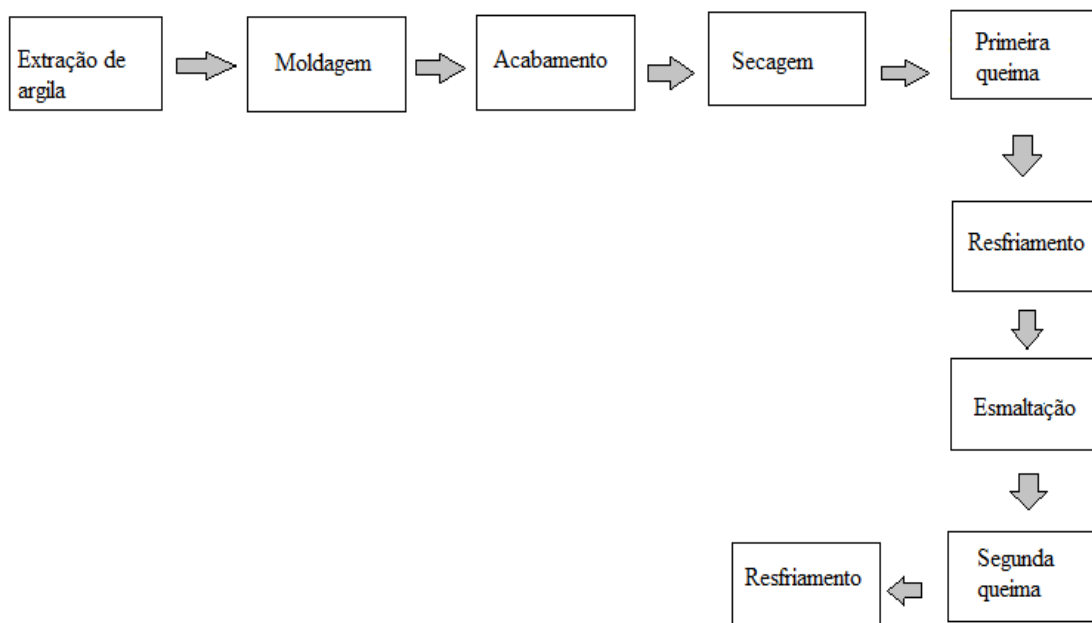 Extração de
argila
Moldagem
Acabamento
Secagem
Primeira
queima
Resfriamento
Esmaltação
Segunda
queima
Resfriamento